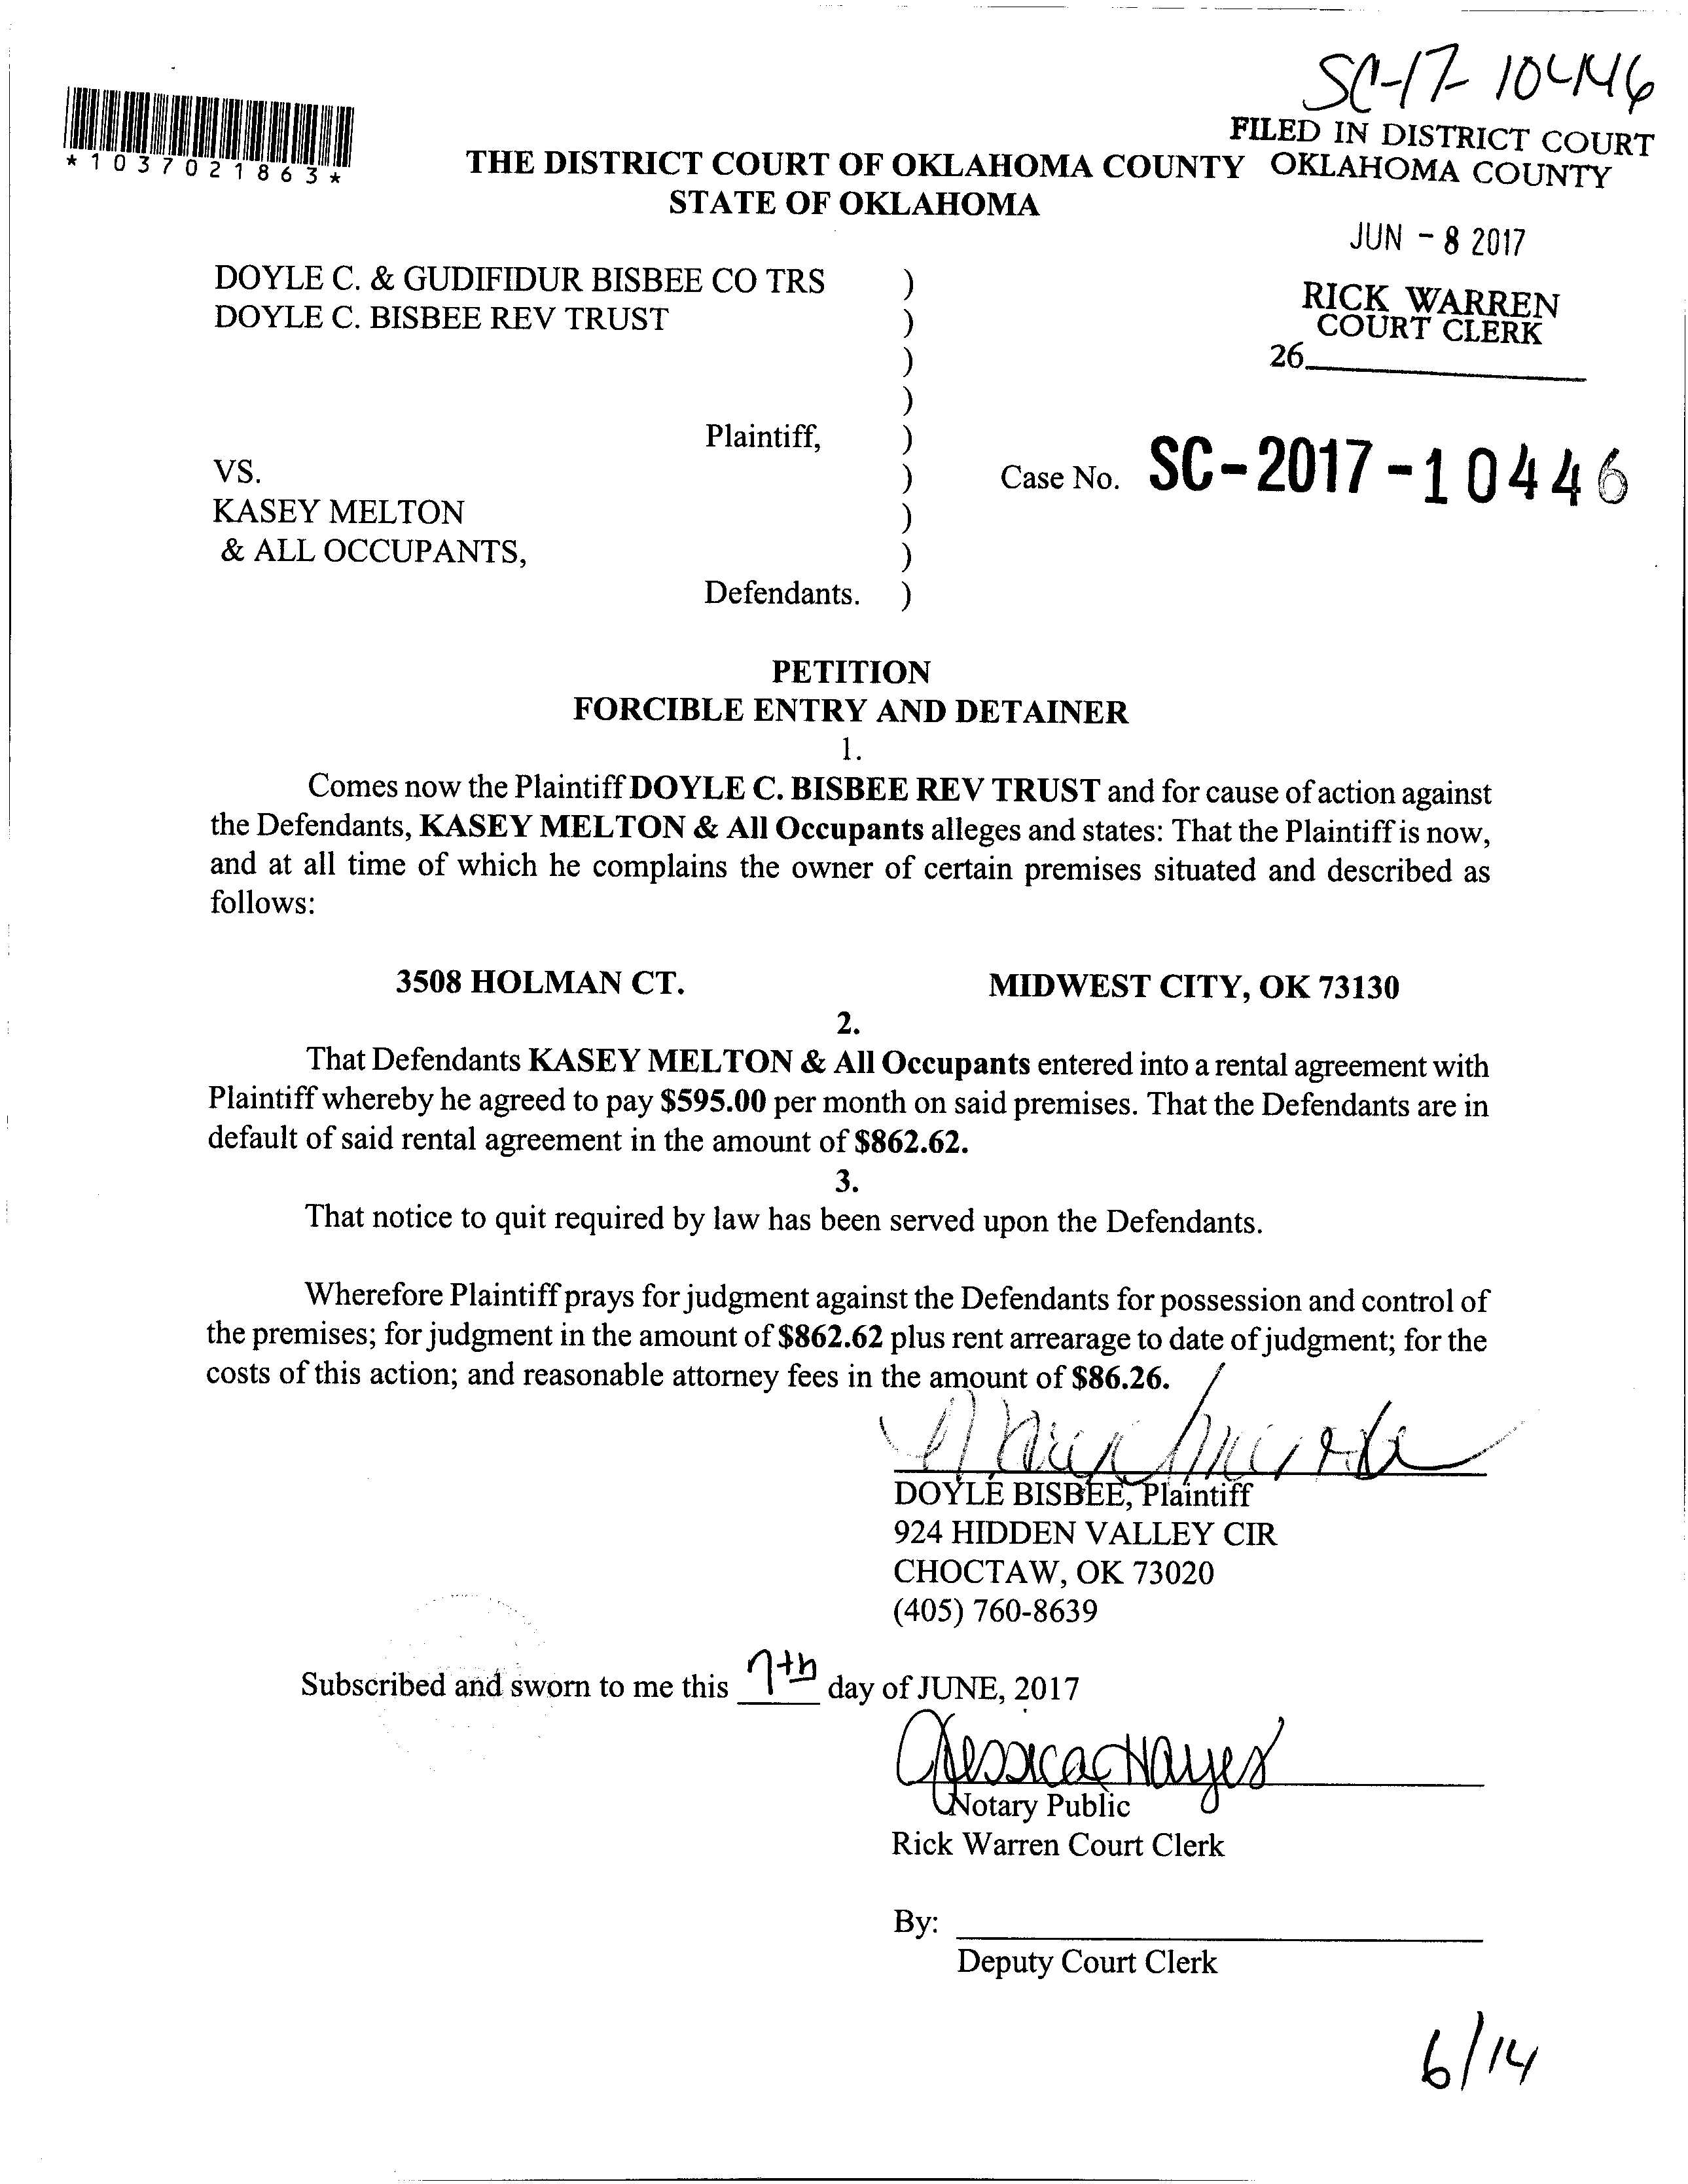 SC-17-10446
FILED IN DISTRICT COURT
OKLAHOMA COUNTY
*1037021863*
THE DISTRICT COURT OF OKLAHOMA COUNTY
STATE OF OKLAHOMA
JUN - 8 2017
RICK WARREN
COURT CLERK
26
DOYLE C. & GUDIFIDUR BISBEE CO TRS )
DOYLE C. BISBEE REV TRUST )
)
)
Plaintiff, )
VS. ) Case No. SC-2017-10446
KASEY MELTON )
& ALL OCCUPANTS, )
Defendants. )
PETITION
FORCIBLE ENTRY AND DETAINER
1.
Comes now the Plaintiff DOYLE C. BISBEE REV TRUST and for cause of action against
the Defendants, KASEY MELTON & All Occupants alleges and states: That the Plaintiff is now,
and at all time of which he complains the owner of certain premises situated and described as
follows:
3508 HOLMAN CT. MIDWEST CITY, OK 73130
2.
That Defendants KASEY MELTON & All Occupants entered into a rental agreement with
Plaintiff whereby he agreed to pay $595.00 per month on said premises. That the Defendants are in
default of said rental agreement in the amount of $862.62.
3.
That notice to quit required by law has been served upon the Defendants.
Wherefore Plaintiff prays for judgment against the Defendants for possession and control of
the premises; for judgment in the amount of $862.62 plus rent arrearage to date of judgment; for the
costs of this action; and reasonable attorney fees in the amount of $86.26.
DOYLE BISBEE, Plaintiff
924 HIDDEN VALLEY CIR
CHOCTAW, OK 73020
(405) 760-8639
Subscribed and sworn to me this 7th day of JUNE, 2017
Jessica Hayes
Notary Public
Rick Warren Court Clerk
By:
Deputy Court Clerk
6/14